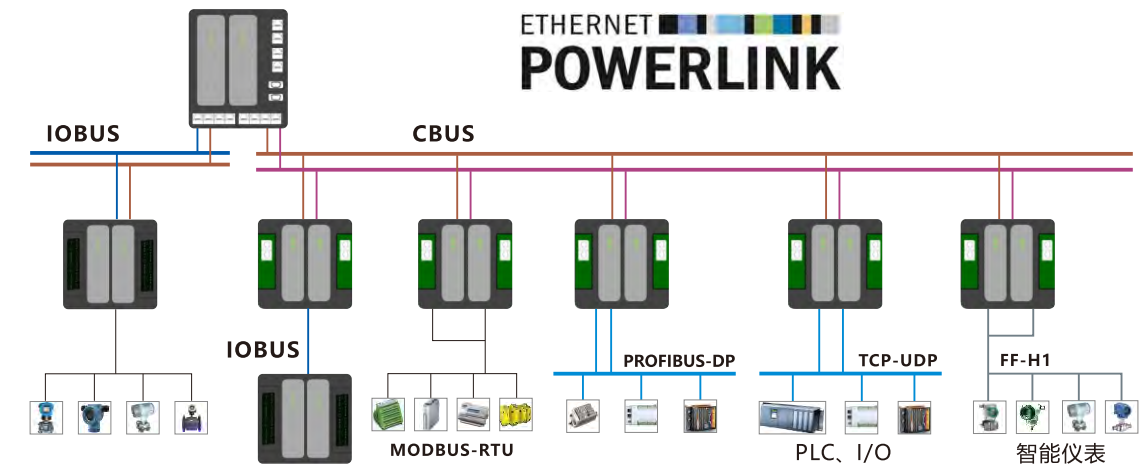 ETHERNET
POWERLINK
IOBUS
CBUS
IOBUS
PROFIBUS-DP
TCP-UDP
FF-H1
MODBUS-RTU
PLC、I/O
智能仪表